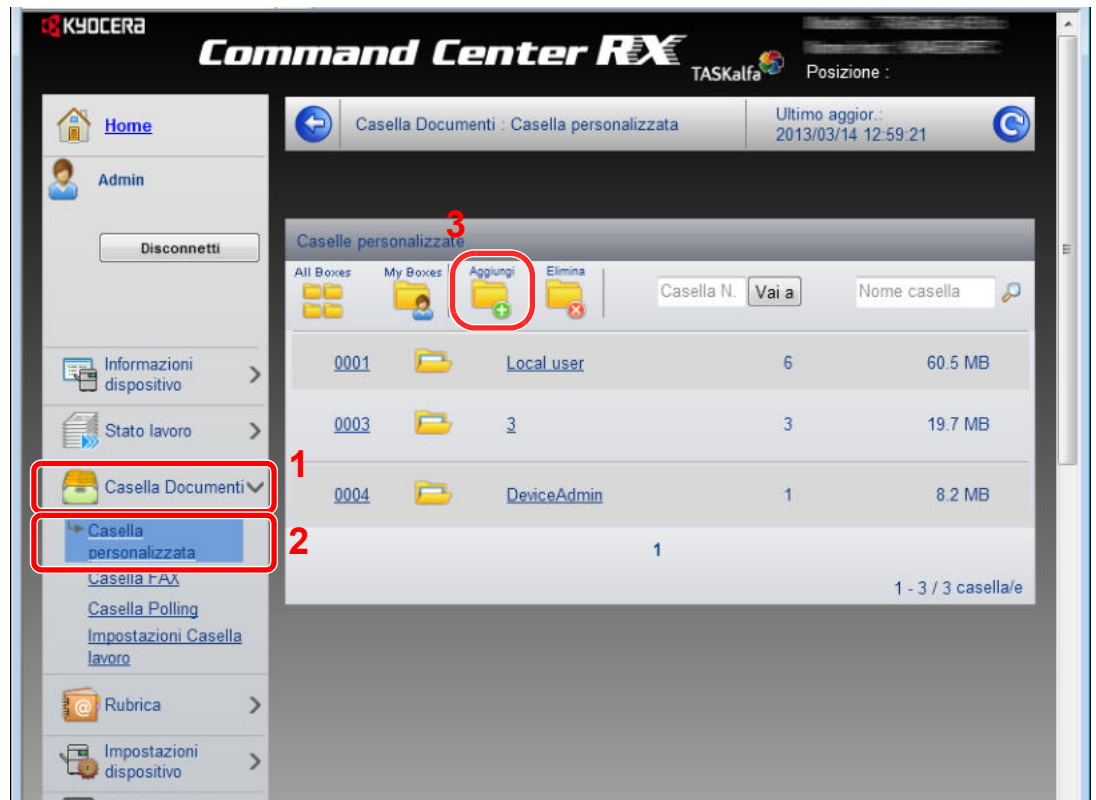 KYOCERA
Command Center RX
TASKalfa
Posizione :
Home
Admin
Disconnetti
Informazioni
dispositivo
Stato lavoro
1
Casella Documenti
2
Casella
personalizzata
Casella FAX
Casella Polling
Impostazioni Casella
lavoro
Rubrica
Impostazioni
dispositivo
Casella Documenti : Casella personalizzata
Ultimo aggior.:
2013/03/14 12:59:21
3
Caselle personalizzate
All Boxes My Boxes Aggiungi Elimina
Casella N. Vai a Nome casella
0001 Local user 6 60.5 MB
0003 3 3 19.7 MB
0004 DeviceAdmin 1 8.2 MB
1
1 - 3 / 3 casella/e